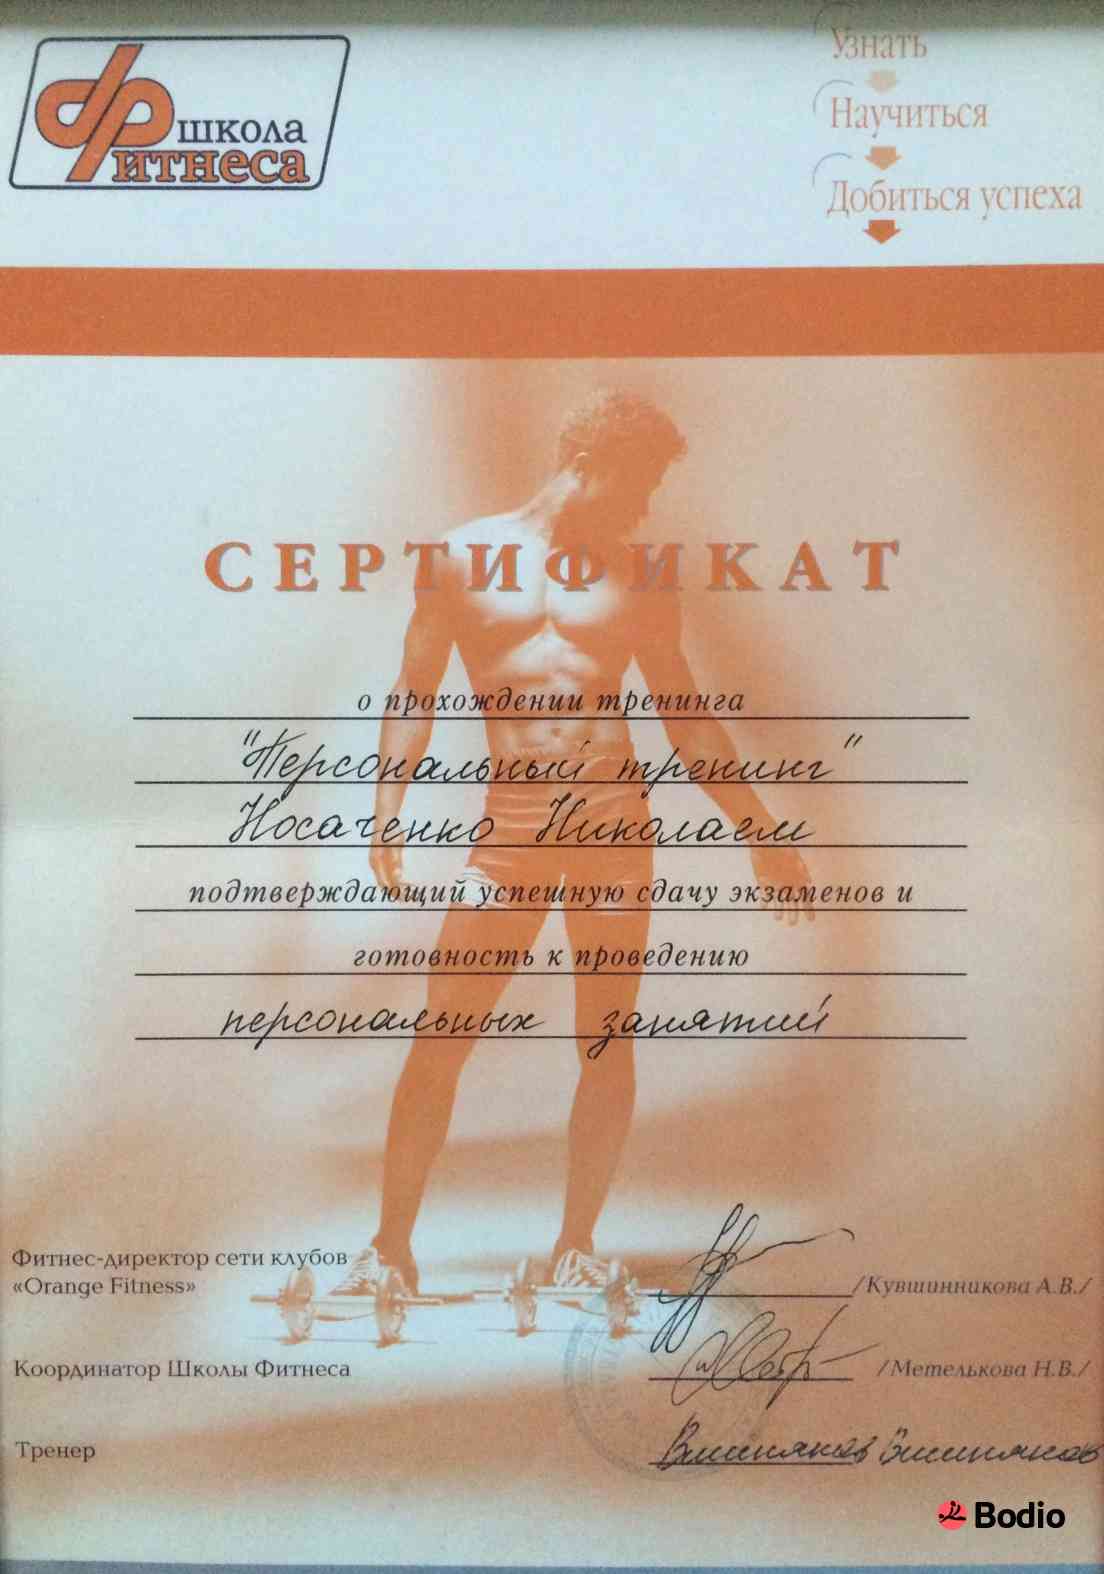 школа
фитнеса
Узнать
Научиться
Добиться успеха
СЕРТИФИКАТ
о прохождении тренинга
"Персональный тренинг"
Носаченко Николаем
подтверждающий успешную сдачу экзаменов и
готовность к проведению
персональных занятий
Фитнес-директор сети клубов
«Orange Fitness»
/Кувшинникова А.В./
Координатор Школы Фитнеса
/Метелькова Н.В./
Тренер
Bodio